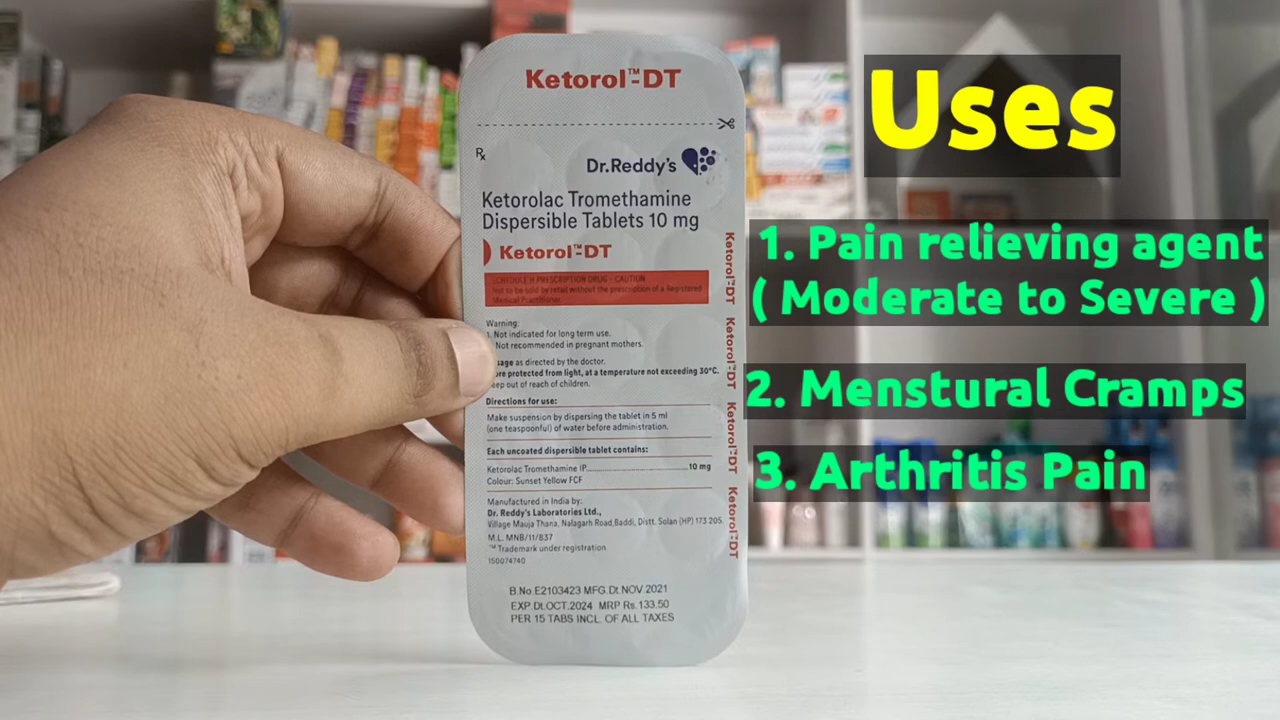 Ketorol™-DT
Rx
Dr.Reddy's
Ketorolac Tromethamine
Dispersible Tablets 10 mg
Ketorol™-DT
SCHEDULE H PRESCRIPTION DRUG - CAUTION
Not to be sold by retail without the prescription of a Registered
Medical Practitioner
Warning:
1. Not indicated for long term use.
Not recommended in pregnant mothers.
as directed by the doctor.
protected from light, at a temperature not exceeding 30°C.
out of reach of children.
Directions for use:
Make suspension by dispersing the tablet in 5 ml
(one teaspoonful) of water before administration.
Each uncoated dispersible tablet contains:
Ketorolac Tromethamine IP 10 mg
Colour: Sunset Yellow FCF
Manufactured in India by:
Dr. Reddy's Laboratories Ltd.,
Village Mauja Thana, Nalagarh Road,Baddi, Distt. Solan (HP) 173 205
M.L. MNB/11/837
™Trademark under registration
150074740
B.No.E2103423 MFG.Dt.NOV.2021
EXP.Dt.OCT.2024 MRP Rs.133.50
PER 15 TABS INCL. OF ALL TAXES
Ketorol™-DT
Ketorol™-DT
Ketorol™-DT
Ketorol™-DT
Uses
1. Pain relieving agent
( Moderate to Severe )
2. Menstural Cramps
3. Arthritis Pain